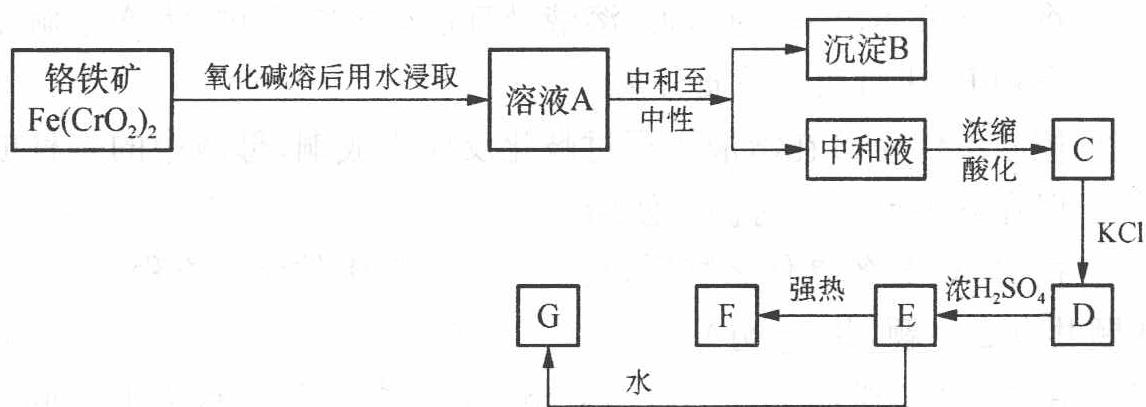 铬铁矿
Fe(CrO₂)₂
氧化碱熔后用水浸取
溶液A
中和至
中性
沉淀B
中和液
浓缩
酸化
C
KCl
D
浓H₂SO₄
E
强热
F
水
G